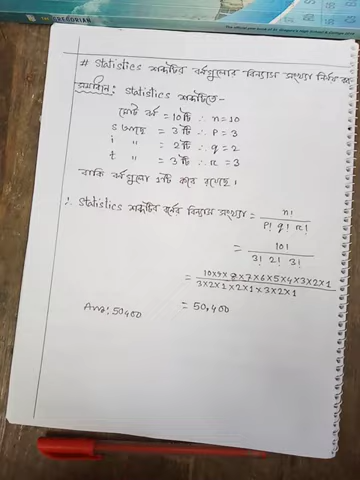 # Statistics শব্দটির বর্ণগুলোর বিন্যাস সংখ্যা নির্ণয় কর
সমাধান: Statistics শব্দটিতে -
মোট বর্ণ = 10টি ∴ n = 10
s আছে = 3টি ∴ P = 3
i " = 2টি ∴ q = 2
t " = 3টি ∴ r = 3
বাকি বর্ণগুলো ১টি করে রয়েছে।
∴ Statistics শব্দটির বর্ণের বিন্যাস সংখ্যা = n! / P! q! r!
= 10! / 3! 2! 3!
= 10×9×8×7×6×5×4×3×2×1 / 3×2×1×2×1×3×2×1
= 50,400
Ans: 50400